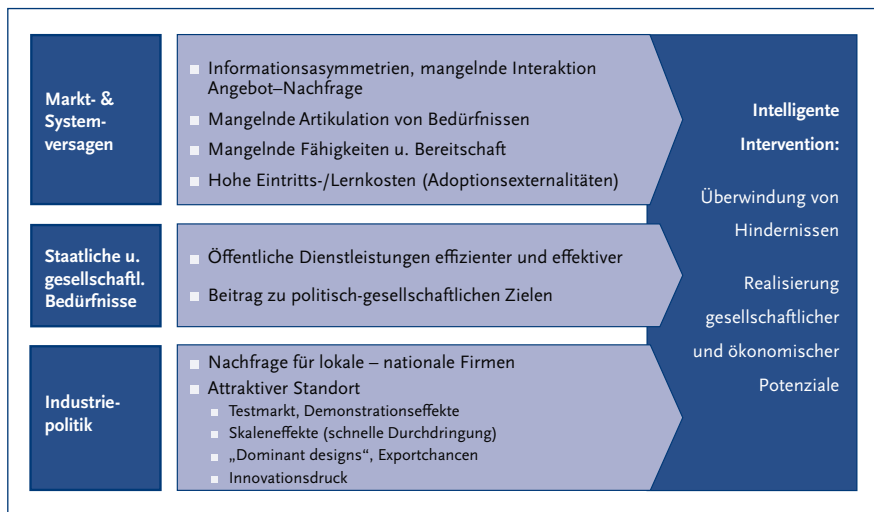 Markt- &
System-
versagen
Informationsasymmetrien, mangelnde Interaktion
Angebot–Nachfrage
Mangelnde Artikulation von Bedürfnissen
Mangelnde Fähigkeiten u. Bereitschaft
Hohe Eintritts-/Lernkosten (Adoptionsexternalitäten)
Staatliche u.
gesellschaftl.
Bedürfnisse
Öffentliche Dienstleistungen effizienter und effektiver
Beitrag zu politisch-gesellschaftlichen Zielen
Industrie-
politik
Nachfrage für lokale – nationale Firmen
Attraktiver Standort
Testmarkt, Demonstrationseffekte
Skaleneffekte (schnelle Durchdringung)
„Dominant designs“, Exportchancen
Innovationsdruck
Intelligente
Intervention:
Überwindung von
Hindernissen
Realisierung
gesellschaftlicher
und ökonomischer
Potenziale